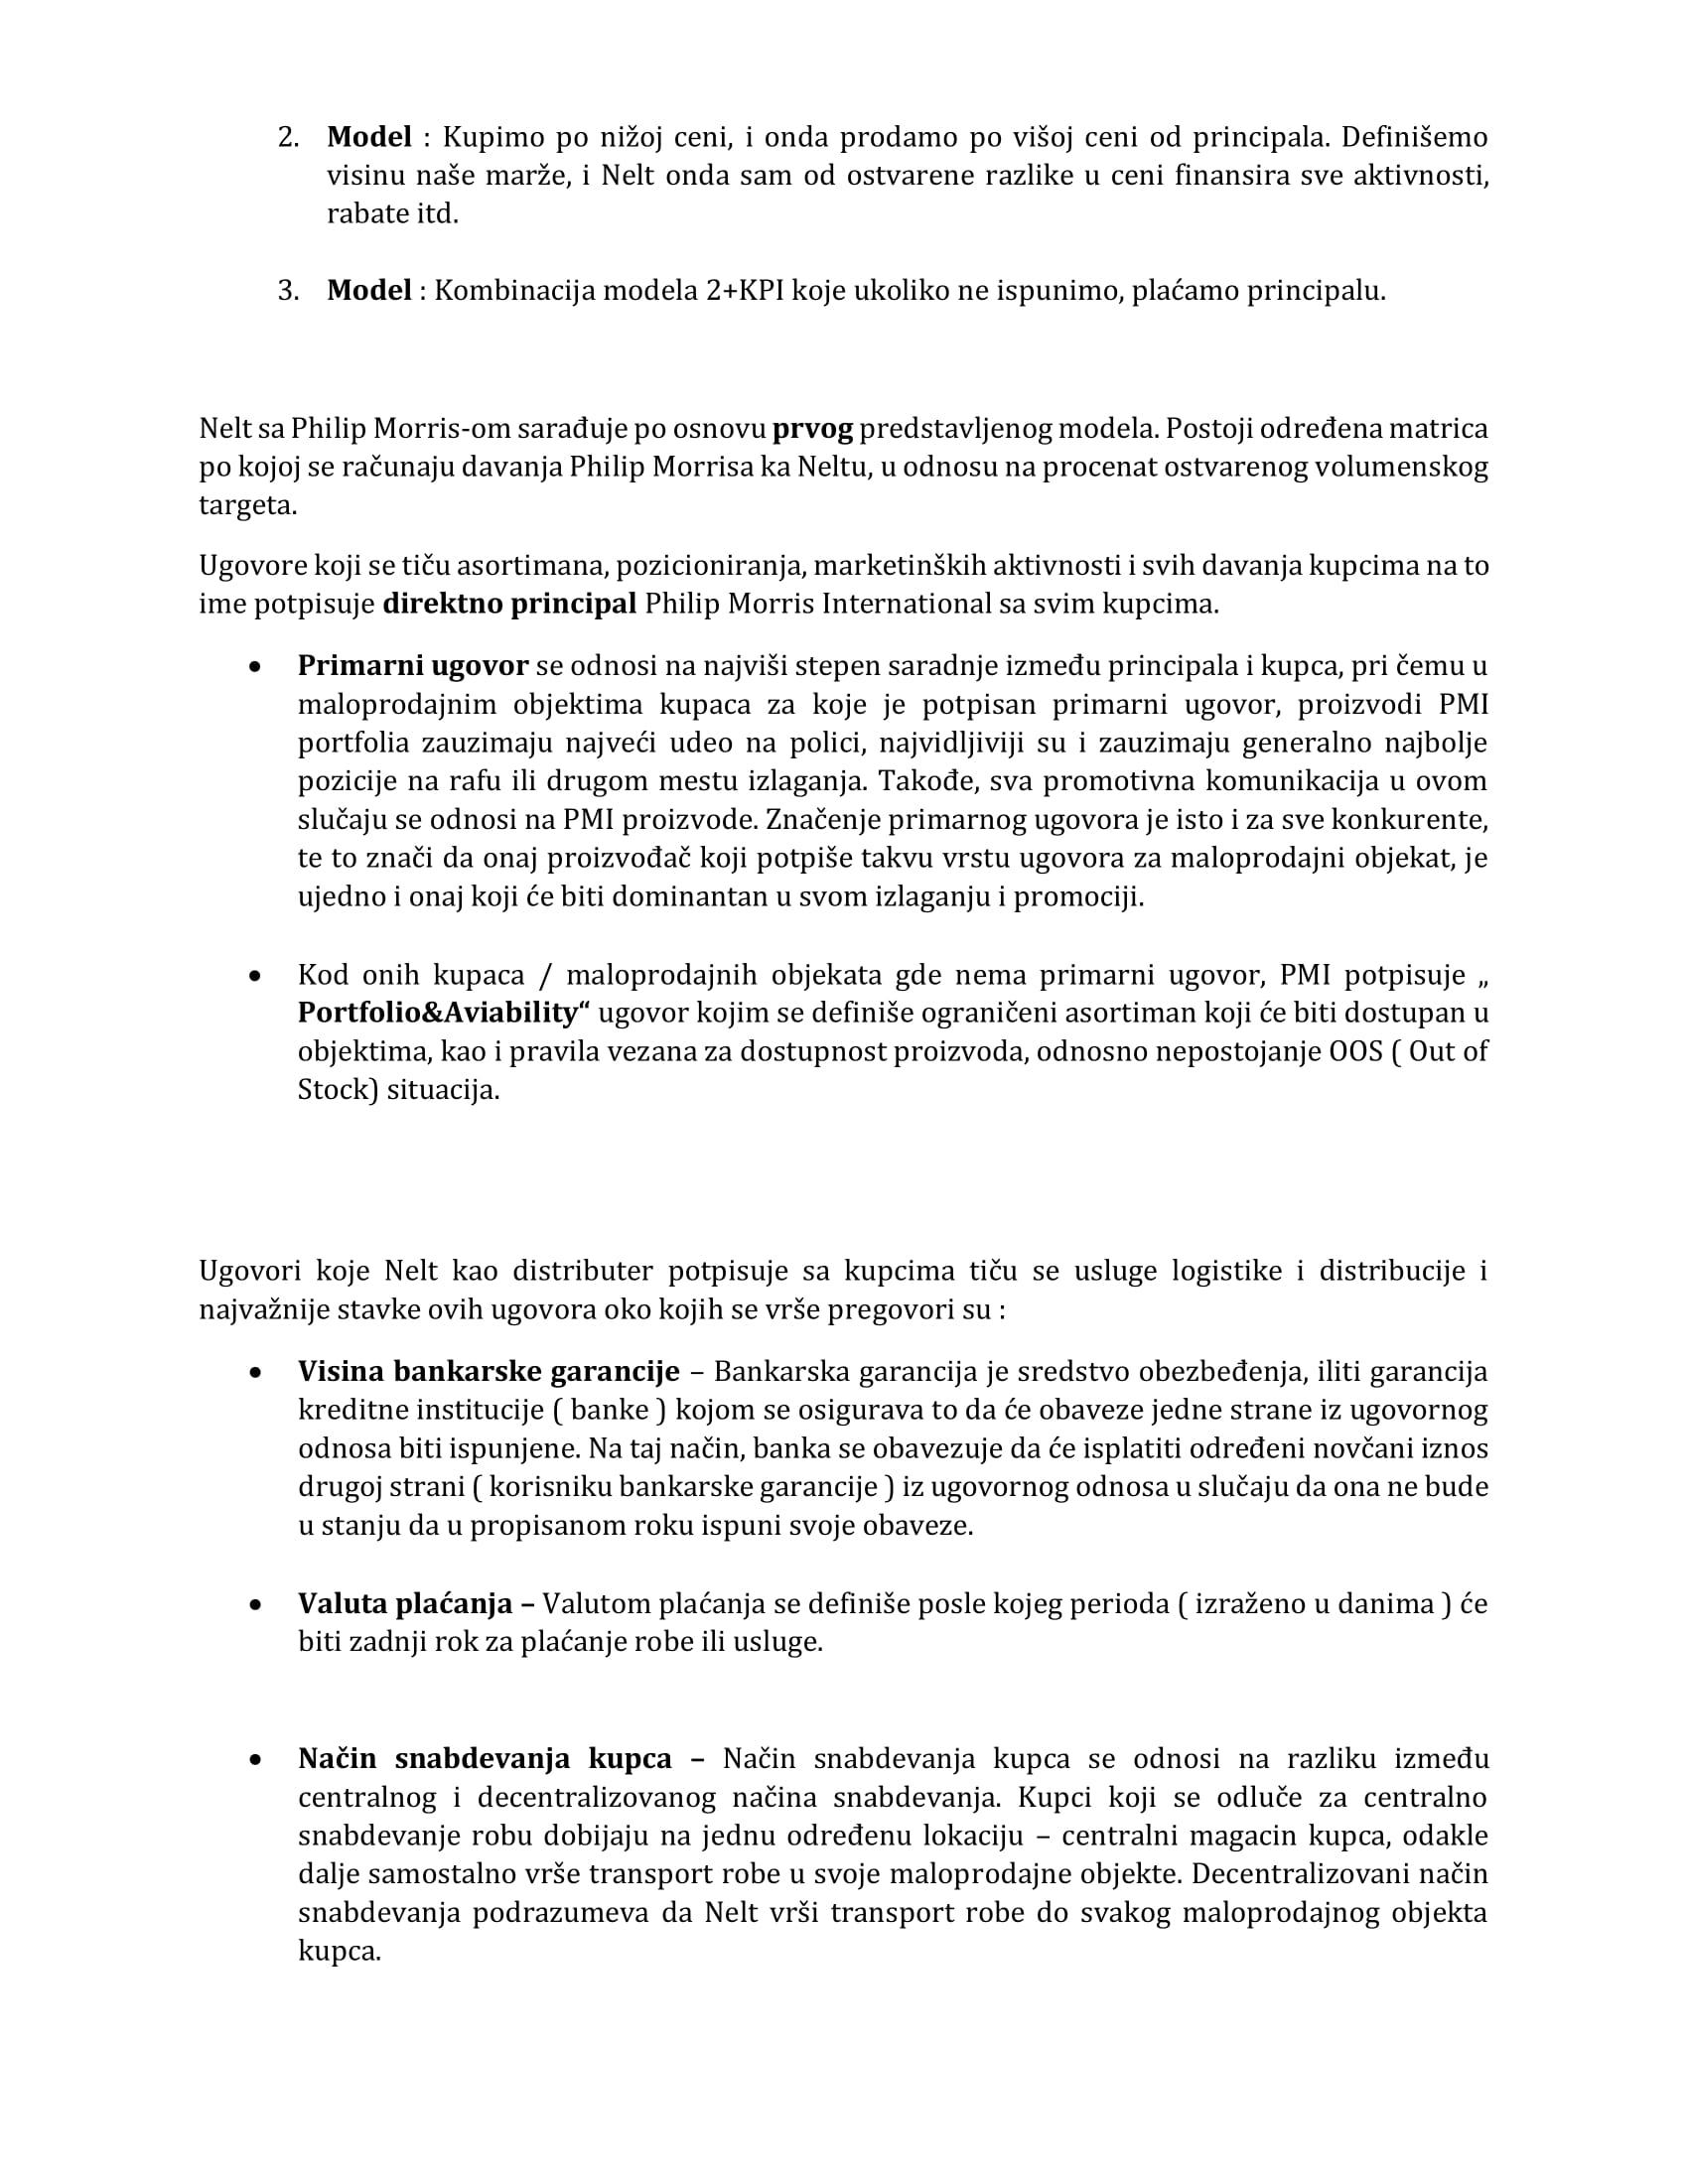 2. Model : Kupimo po nižoj ceni, i onda prodamo po višoj ceni od principala. Definišemo
visinu naše marže, i Nelt onda sam od ostvarene razlike u ceni finansira sve aktivnosti,
rabate itd.
3. Model : Kombinacija modela 2+KPI koje ukoliko ne ispunimo, plaćamo principalu.
Nelt sa Philip Morris-om sarađuje po osnovu prvog predstavljenog modela. Postoji određena matrica
po kojoj se računaju davanja Philip Morrisa ka Neltu, u odnosu na procenat ostvarenog volumenskog
targeta.
Ugovore koji se tiču asortimana, pozicioniranja, marketinških aktivnosti i svih davanja kupcima na to
ime potpisuje direktno principal Philip Morris International sa svim kupcima.
• Primarni ugovor se odnosi na najviši stepen saradnje između principala i kupca, pri čemu u
maloprodajnim objektima kupaca za koje je potpisan primarni ugovor, proizvodi PMI
portfolia zauzimaju najveći udeo na polici, najvidljiviji su i zauzimaju generalno najbolje
pozicije na rafu ili drugom mestu izlaganja. Takođe, sva promotivna komunikacija u ovom
slučaju se odnosi na PMI proizvode. Značenje primarnog ugovora je isto i za sve konkurente,
te to znači da onaj proizvođač koji potpiše takvu vrstu ugovora za maloprodajni objekat, je
ujedno i onaj koji će biti dominantan u svom izlaganju i promociji.
• Kod onih kupaca / maloprodajnih objekata gde nema primarni ugovor, PMI potpisuje „
Portfolio&Aviability“ ugovor kojim se definiše ograničeni asortiman koji će biti dostupan u
objektima, kao i pravila vezana za dostupnost proizvoda, odnosno nepostojanje OOS ( Out of
Stock) situacija.
Ugovori koje Nelt kao distributer potpisuje sa kupcima tiču se usluge logistike i distribucije i
najvažnije stavke ovih ugovora oko kojih se vrše pregovori su :
• Visina bankarske garancije – Bankarska garancija je sredstvo obezbeđenja, iliti garancija
kreditne institucije ( banke ) kojom se osigurava to da će obaveze jedne strane iz ugovornog
odnosa biti ispunjene. Na taj način, banka se obavezuje da će isplatiti određeni novčani iznos
drugoj strani ( korisniku bankarske garancije ) iz ugovornog odnosa u slučaju da ona ne bude
u stanju da u propisanom roku ispuni svoje obaveze.
• Valuta plaćanja – Valutom plaćanja se definiše posle kojeg perioda ( izraženo u danima ) će
biti zadnji rok za plaćanje robe ili usluge.
• Način snabdevanja kupca – Način snabdevanja kupca se odnosi na razliku između
centralnog i decentralizovanog načina snabdevanja. Kupci koji se odluče za centralno
snabdevanje robu dobijaju na jednu određenu lokaciju – centralni magacin kupca, odakle
dalje samostalno vrše transport robe u svoje maloprodajne objekte. Decentralizovani način
snabdevanja podrazumeva da Nelt vrši transport robe do svakog maloprodajnog objekta
kupca.